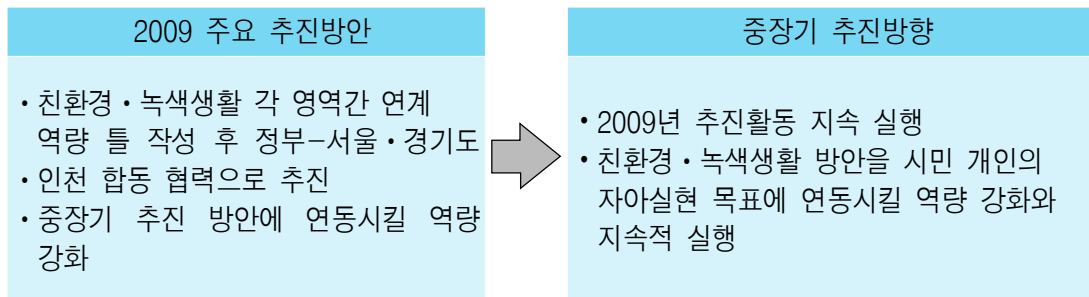 2009 주요 추진방안
・친환경・녹색생활 각 영역간 연계
역량 틀 작성 후 정부-서울・경기도
・인천 합동 협력으로 추진
・중장기 추진 방안에 연동시킬 역량
강화
중장기 추진방향
・2009년 추진활동 지속 실행
・친환경・녹색생활 방안을 시민 개인의
자아실현 목표에 연동시킬 역량 강화와
지속적 실행